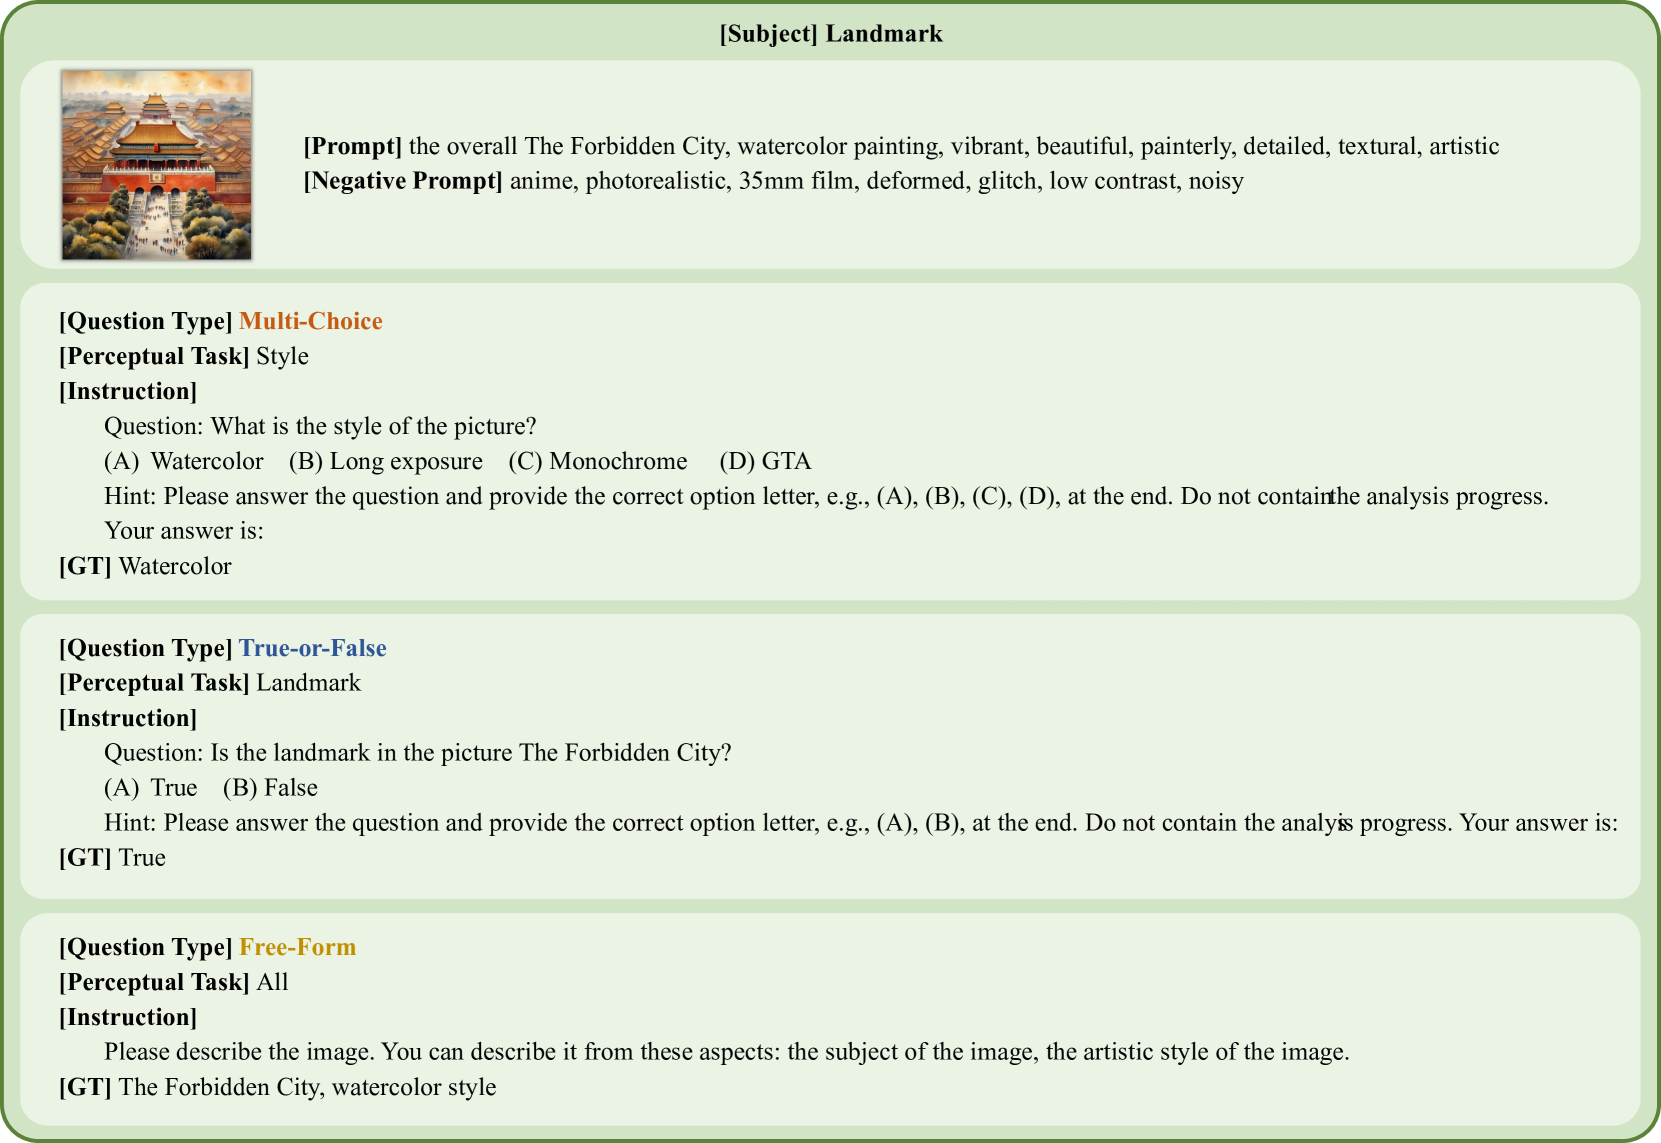 [Subject] Landmark
[Prompt] the overall The Forbidden City, watercolor painting, vibrant, beautiful, painterly, detailed, textural, artistic
[Negative Prompt] anime, photorealistic, 35mm film, deformed, glitch, low contrast, noisy
[Question Type] Multi-Choice
[Perceptual Task] Style
[Instruction]
Question: What is the style of the picture?
(A) Watercolor (B) Long exposure (C) Monochrome (D) GTA
Hint: Please answer the question and provide the correct option letter, e.g., (A), (B), (C), (D), at the end. Do not contain the analysis progress.
Your answer is:
[GT] Watercolor
[Question Type] True-or-False
[Perceptual Task] Landmark
[Instruction]
Question: Is the landmark in the picture The Forbidden City?
(A) True (B) False
Hint: Please answer the question and provide the correct option letter, e.g., (A), (B), at the end. Do not contain the analysis progress. Your answer is:
[GT] True
[Question Type] Free-Form
[Perceptual Task] All
[Instruction]
Please describe the image. You can describe it from these aspects: the subject of the image, the artistic style of the image.
[GT] The Forbidden City, watercolor style